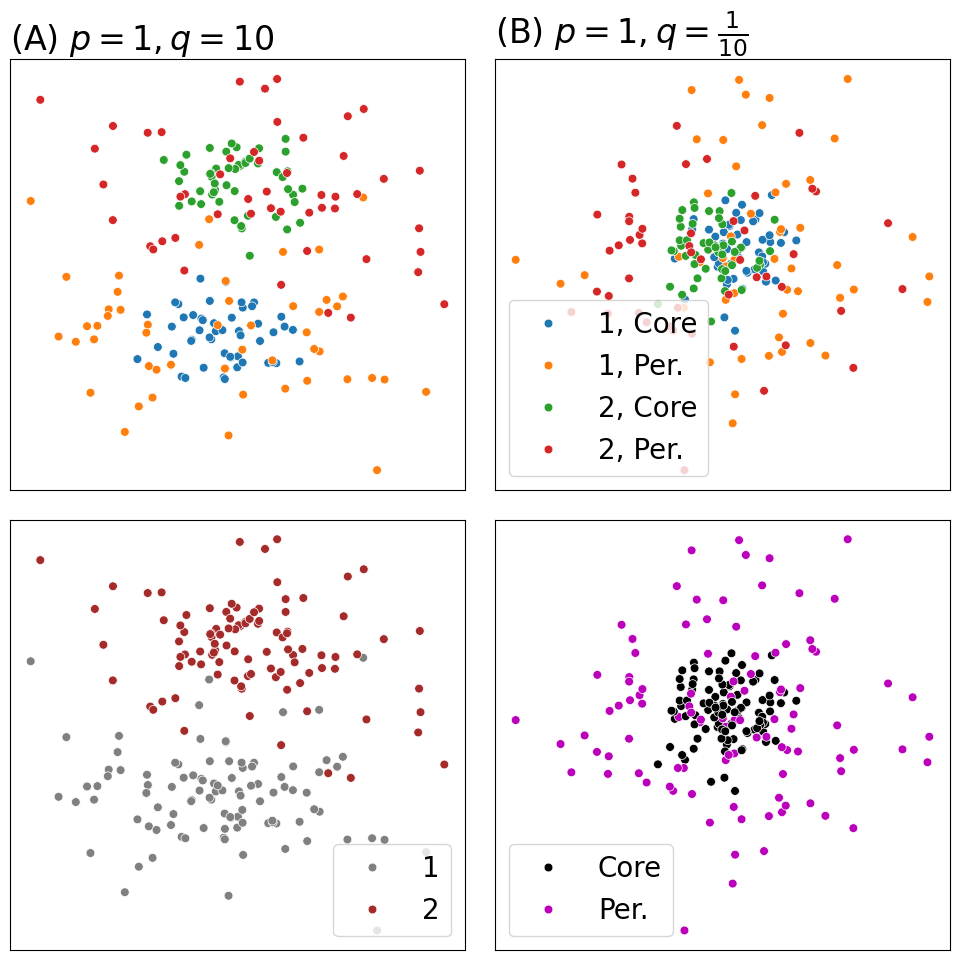 (A) p = 1, q = 10
(B) p = 1, q = 1/10
1, Core
1, Per.
2, Core
2, Per.
1
2
Core
Per.